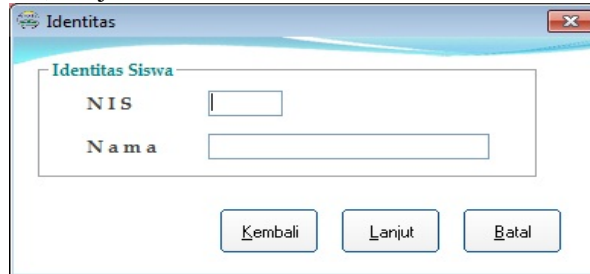 Identitas
Identitas Siswa
N I S
N a m a
Kembali Lanjut Batal